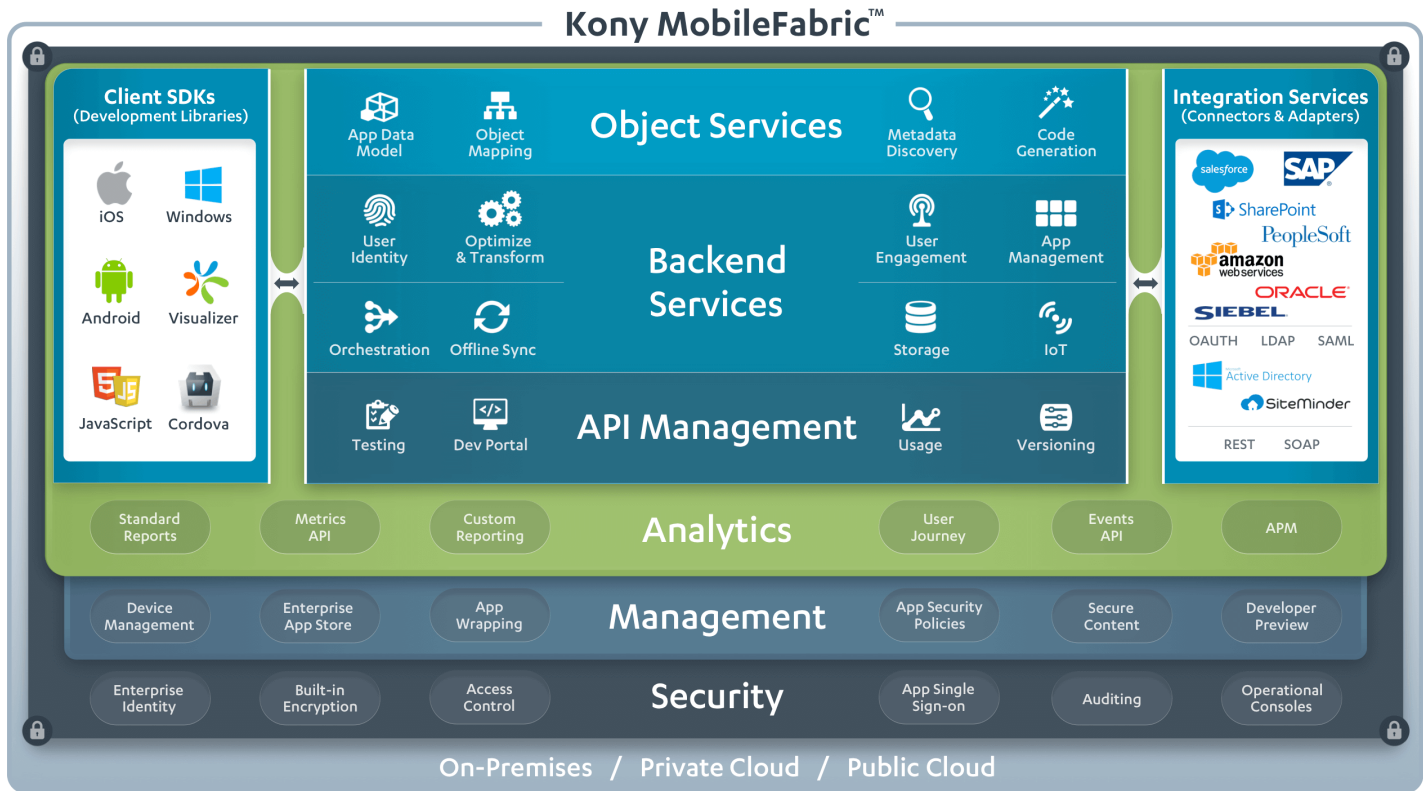 Kony MobileFabric™
Client SDKs
(Development Libraries)
iOS
Windows
Android
Visualizer
5
JS
JavaScript
Cordova
App Data
Model
Object
Mapping
Object Services
Metadada
Discovery
Code
Generation
User
Identity
Optimize
& Transform
Backend
Services
User
Engagement
App
Management
Orchestration
Offline Sync
Storage
IoT
Testing
</>
Dev Portal
API Management
Usage
Versioning
Integration Services
(Connectors & Adapters)
salesforce
SAP®
S SharePoint
PeopleSoft
amazon
webservices
ORACLE®
SIEBEL.
OAUTH LDAP SAML
Active Directory
SiteMinder
REST SOAP
Standard
Reports
Metrics
API
Custom
Reporting
Analytics
User
Journey
Events
API
APM
Device
Management
Enterprise
App Store
App
Wrapping
Management
App Security
Policies
Secure
Content
Developer
Preview
Enterprise
Identity
Built-in
Encryption
Access
Control
Security
App Single
Sign-on
Auditing
Operational
Consoles
On-Premises / Private Cloud / Public Cloud